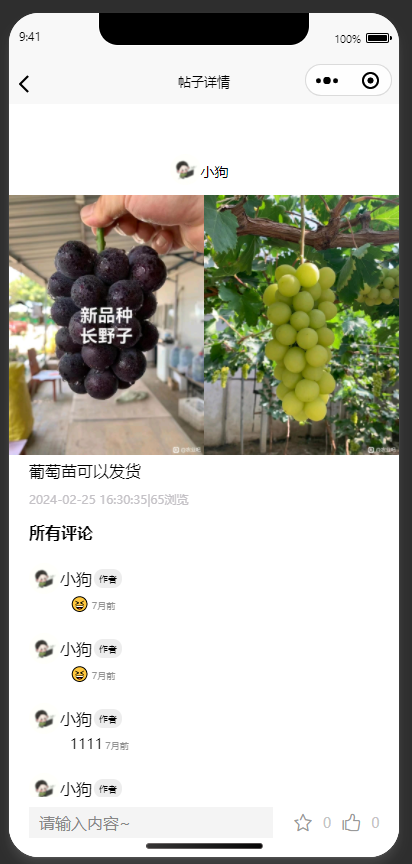 9:41
100%
帖子详情
小狗
新品种
长野子
葡萄苗可以发货
2024-02-25 16:30:35|65浏览
所有评论
小狗 作者
😆 7月前
小狗 作者
😆 7月前
小狗 作者
1111 7月前
小狗 作者
请输入内容~
0 0